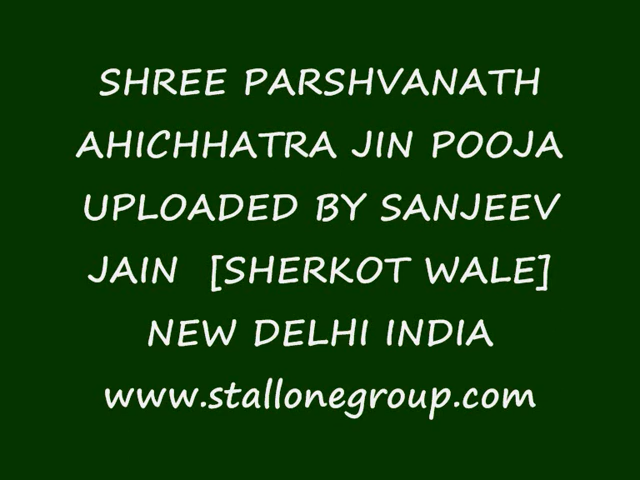 SHREE PARSHVANATH
AHICHHATRA JIN POOJA
UPLOADED BY SANJEEV
JAIN  [SHERKOT WALE]
NEW DELHI INDIA
www.stallonegroup.com